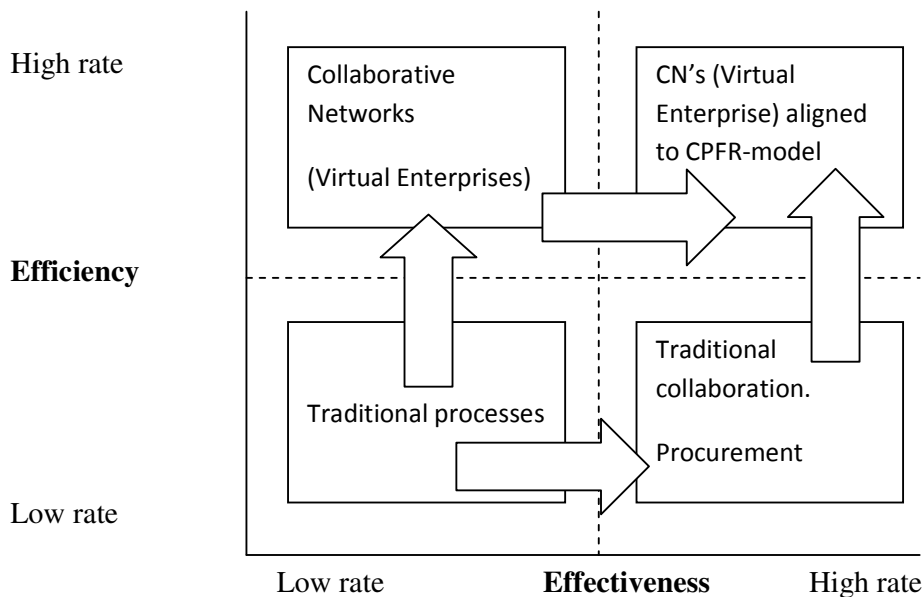 High rate
Collaborative
Networks
(Virtual Enterprises)
CN’s (Virtual
Enterprise) aligned
to CPFR-model
Efficiency
Traditional processes
Traditional
collaboration.
Procurement
Low rate
Low rate
Effectiveness
High rate